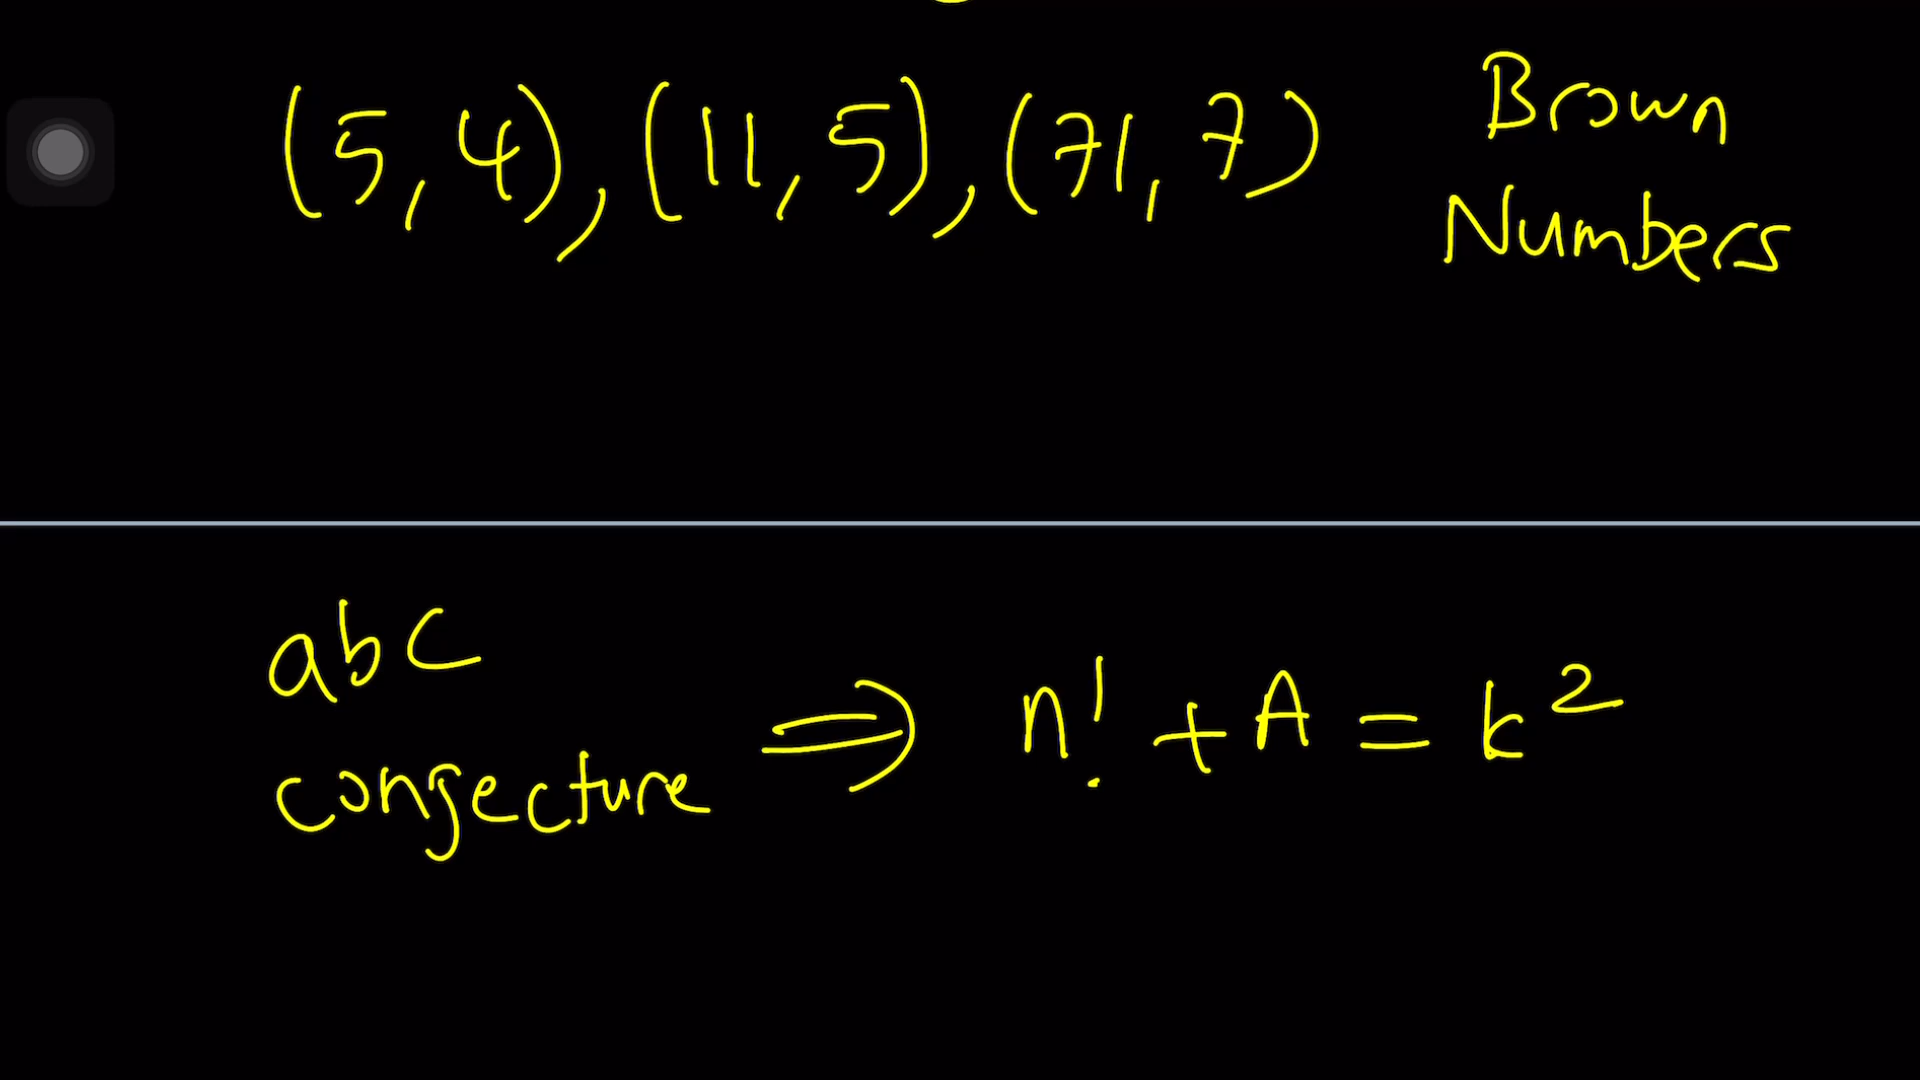 (5,4), (11,5), (71,7)
Brown
Numbers
abc
conjecture ⇒ n! + A = k²